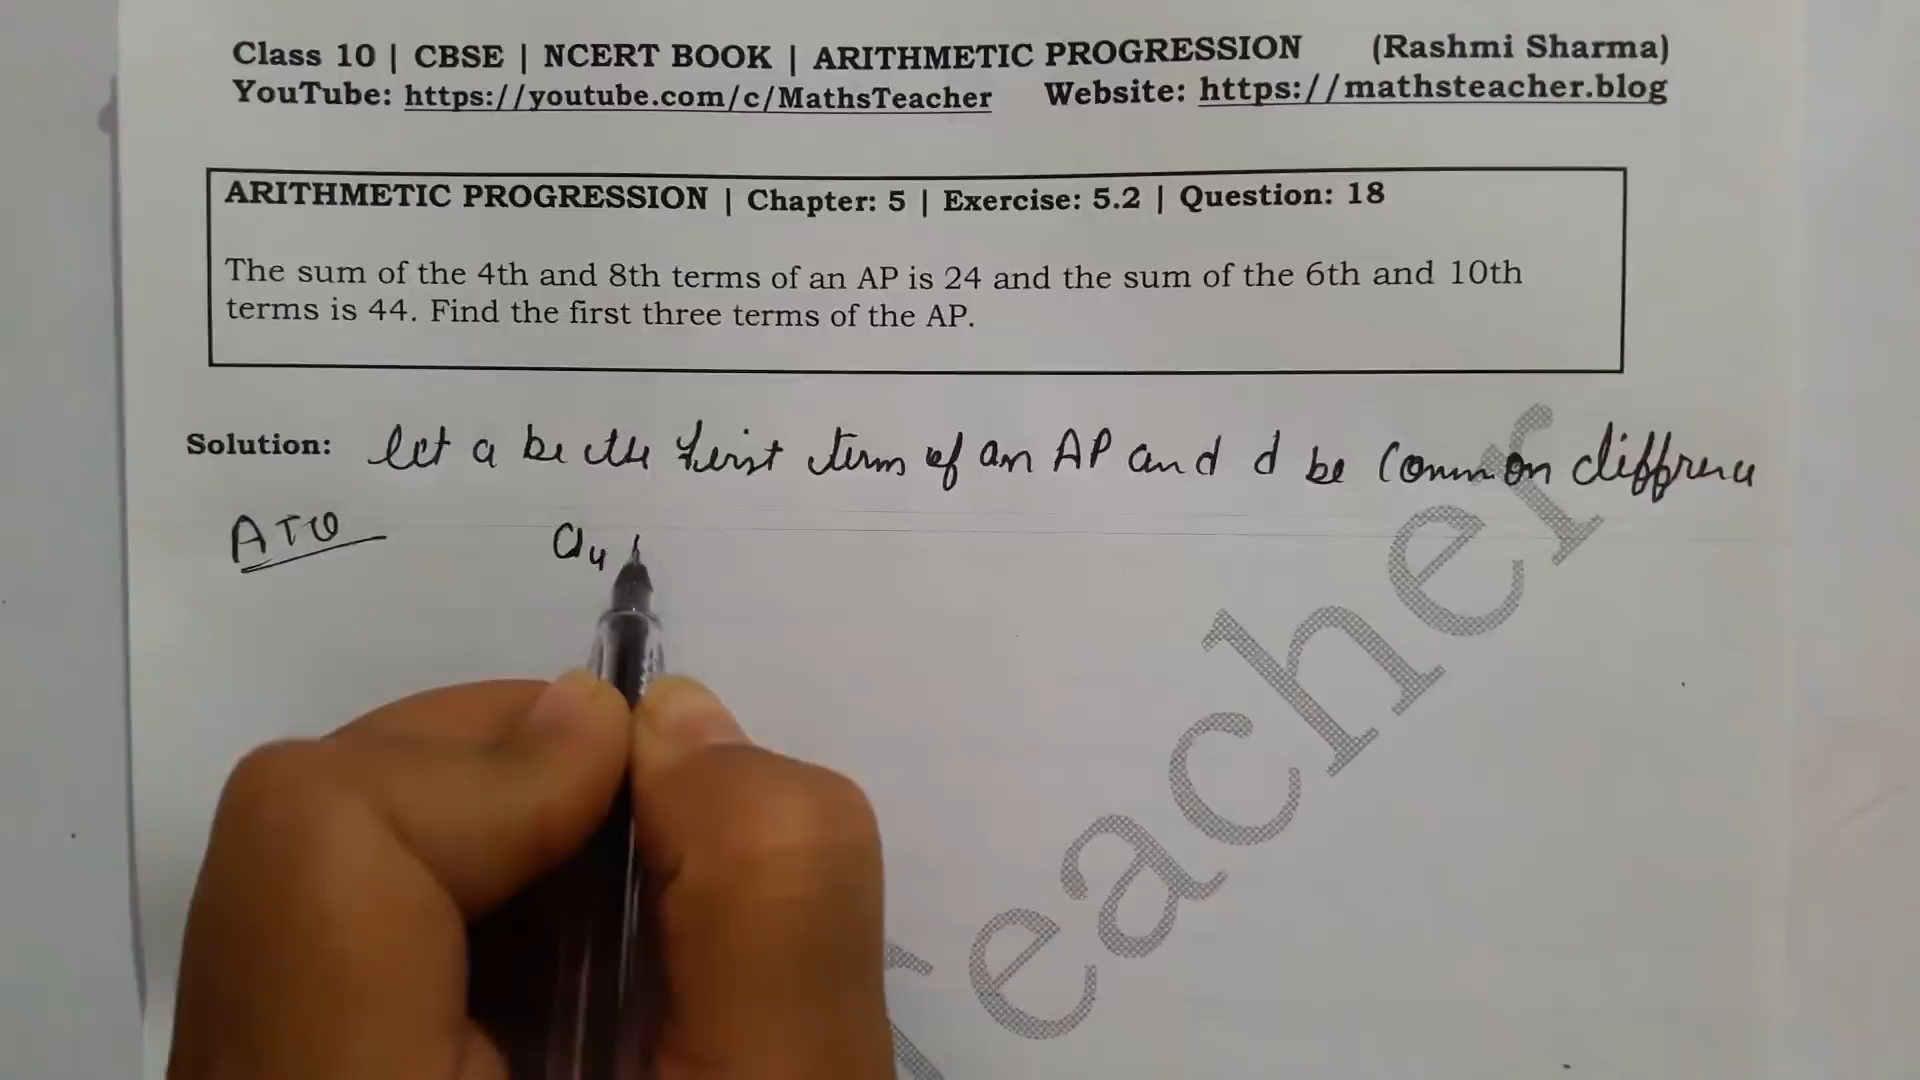 Class 10 | CBSE | NCERT BOOK | ARITHMETIC PROGRESSION (Rashmi Sharma)
YouTube: https://youtube.com/c/MathsTeacher Website: https://mathsteacher.blog
ARITHMETIC PROGRESSION | Chapter: 5 | Exercise: 5.2 | Question: 18
The sum of the 4th and 8th terms of an AP is 24 and the sum of the 6th and 10th
terms is 44. Find the first three terms of the AP.
Solution: let a be the first term of an AP and d be common diffrence
ATQ a₄
Teacher